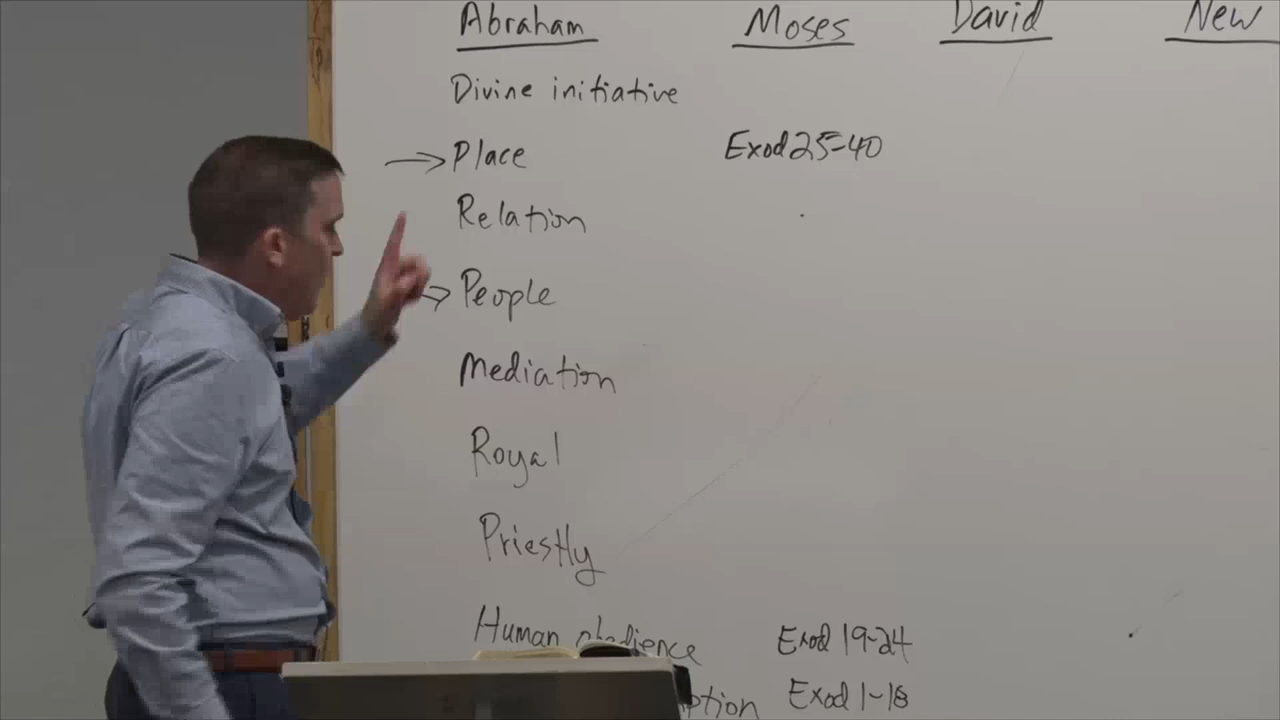 Abraham Moses David New
Divine initiative
→ Place Exod 25-40
Relation
→ People
Mediation
Royal
Priestly
Human obedience Exod 19-24
Exod 1-18